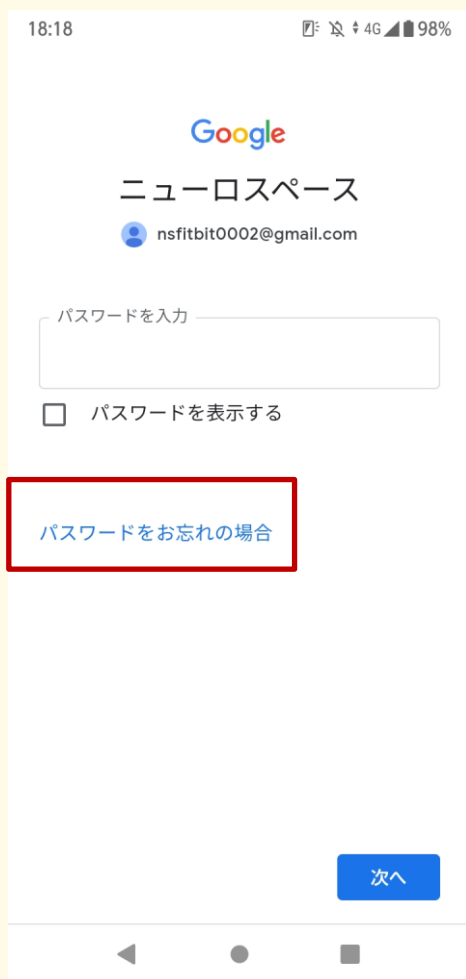 18:18 4G 98%
Google
ニューロスペース
nsfitbit0002@gmail.com
パスワードを入力
パスワードを表示する
パスワードをお忘れの場合
次へ